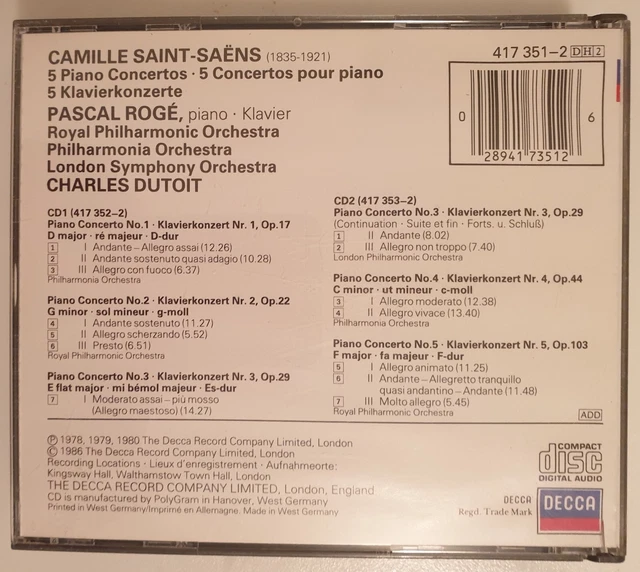 CAMILLE SAINT-SAËNS (1835-1921)
417 351-2 DH2
5 Piano Concertos · 5 Concertos pour piano
5 Klavierkonzerte
PASCAL ROGÉ, piano · Klavier
Royal Philharmonic Orchestra
Philharmonia Orchestra
London Symphony Orchestra
CHARLES DUTOIT
0 28941 73512 6
CD1 (417 352-2)
Piano Concerto No.1 · Klavierkonzert Nr. 1, Op.17
D major · ré majeur · D-dur
1 I Andante – Allegro assai (12.26)
2 II Andante sostenuto quasi adagio (10.28)
3 III Allegro con fuoco (6.37)
Philharmonia Orchestra
Piano Concerto No.2 · Klavierkonzert Nr. 2, Op.22
G minor · sol mineur · g-moll
4 I Andante sostenuto (11.27)
5 II Allegro scherzando (5.52)
6 III Presto (6.51)
Royal Philharmonic Orchestra
Piano Concerto No.3 · Klavierkonzert Nr. 3, Op.29
E flat major · mi bémol majeur · Es-dur
7 I Moderato assai – più mosso
(Allegro maestoso) (14.27)
CD2 (417 353-2)
Piano Concerto No.3 · Klavierkonzert Nr. 3, Op.29
(Continuation · Suite et fin · Forts. u. Schluß)
1 II Andante (8.02)
2 III Allegro non troppo (7.40)
London Philharmonic Orchestra
Piano Concerto No.4 · Klavierkonzert Nr. 4, Op.44
C minor · ut mineur · c-moll
3 I Allegro moderato (12.38)
4 II Allegro vivace (13.40)
Philharmonia Orchestra
Piano Concerto No.5 · Klavierkonzert Nr. 5, Op.103
F major · fa majeur · F-dur
5 I Allegro animato (11.25)
6 II Andante – Allegretto tranquillo
quasi andantino – Andante (11.48)
7 III Molto allegro (5.45)
Royal Philharmonic Orchestra
ADD
℗ 1978, 1979, 1980 The Decca Record Company Limited, London
© 1986 The Decca Record Company Limited, London
Recording Locations · Lieux d'enregistrement · Aufnahmeorte:
Kingsway Hall, Walthamstow Town Hall, London
THE DECCA RECORD COMPANY LIMITED, London, England
CD is manufactured by PolyGram in Hanover, West Germany
Printed in West Germany/Imprimé en Allemagne. Made in West Germany
COMPACT
disc
DIGITAL AUDIO
DECCA
Regd. Trade Mark
DECCA